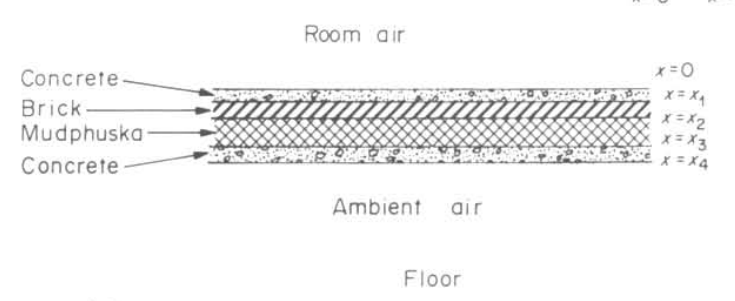 Room air
Concrete
Brick
Mudphuska
Concrete
x=0
x=x1
x=x2
x=x3
x=x4
Ambient air
Floor